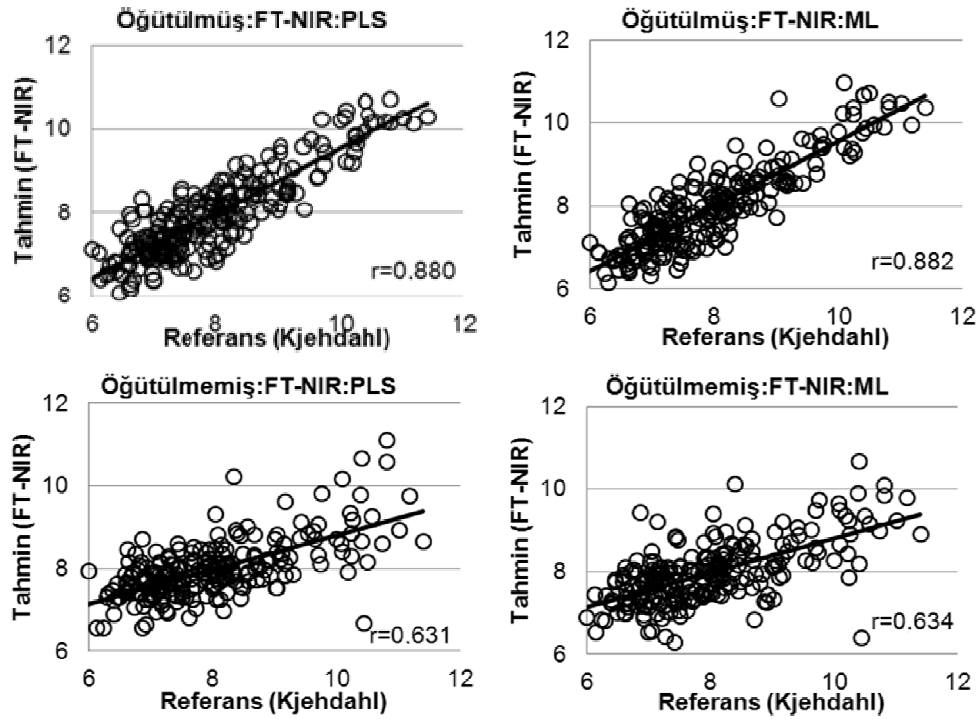 Öğütülmüş:FT-NIR:PLS
12
10
8
6
Tahmin (FT-NIR)
r=0.880
6 8 10 12
Referans (Kjehdahl)
Öğütülmüş:FT-NIR:ML
12
10
8
6
Tahmin (FT-NIR)
r=0.882
6 8 10 12
Referans (Kjehdahl)
Öğütülmemiş:FT-NIR:PLS
12
10
8
6
Tahmin (FT-NIR)
r=0.631
6 8 10 12
Referans (Kjehdahl)
Öğütülmemiş:FT-NIR:ML
12
10
8
6
Tahmin (FT-NIR)
r=0.634
6 8 10 12
Referans (Kjehdahl)